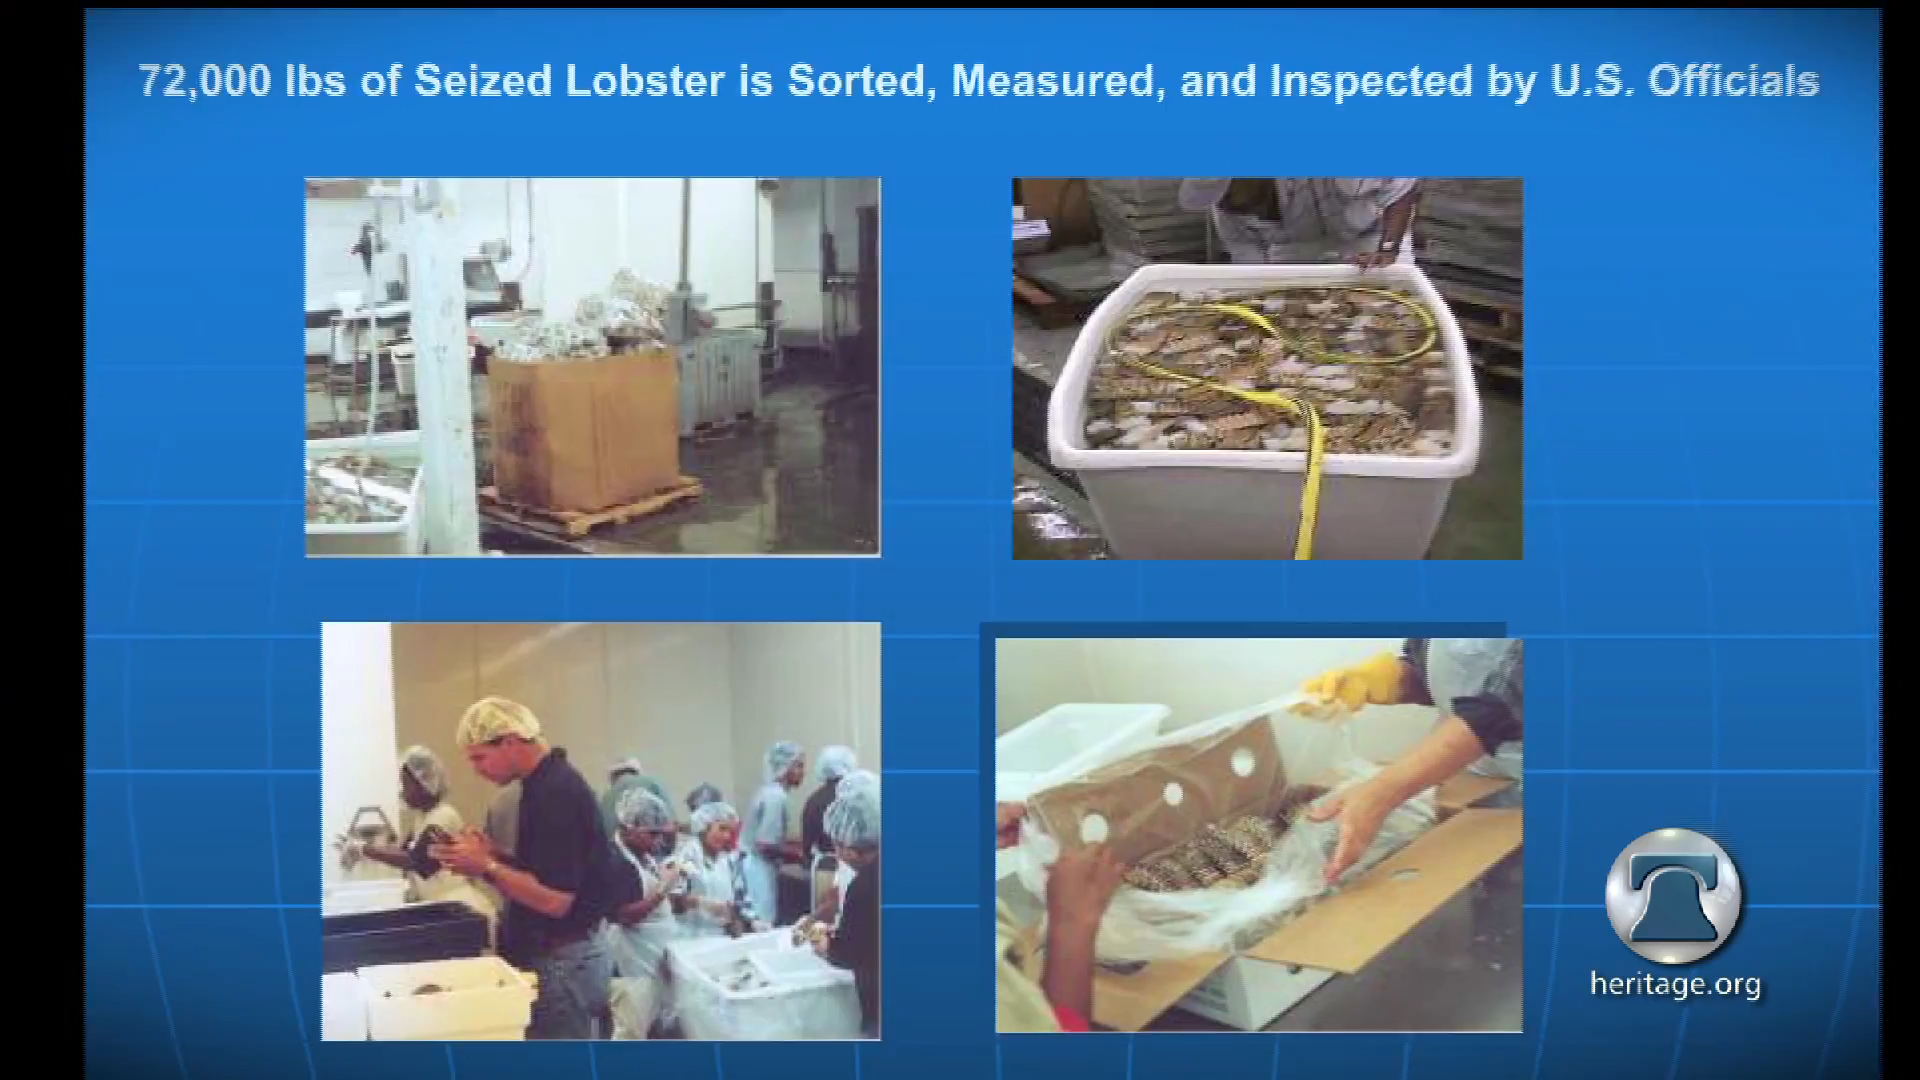 72,000 lbs of Seized Lobster is Sorted, Measured, and Inspected by U.S. Officials
heritage.org